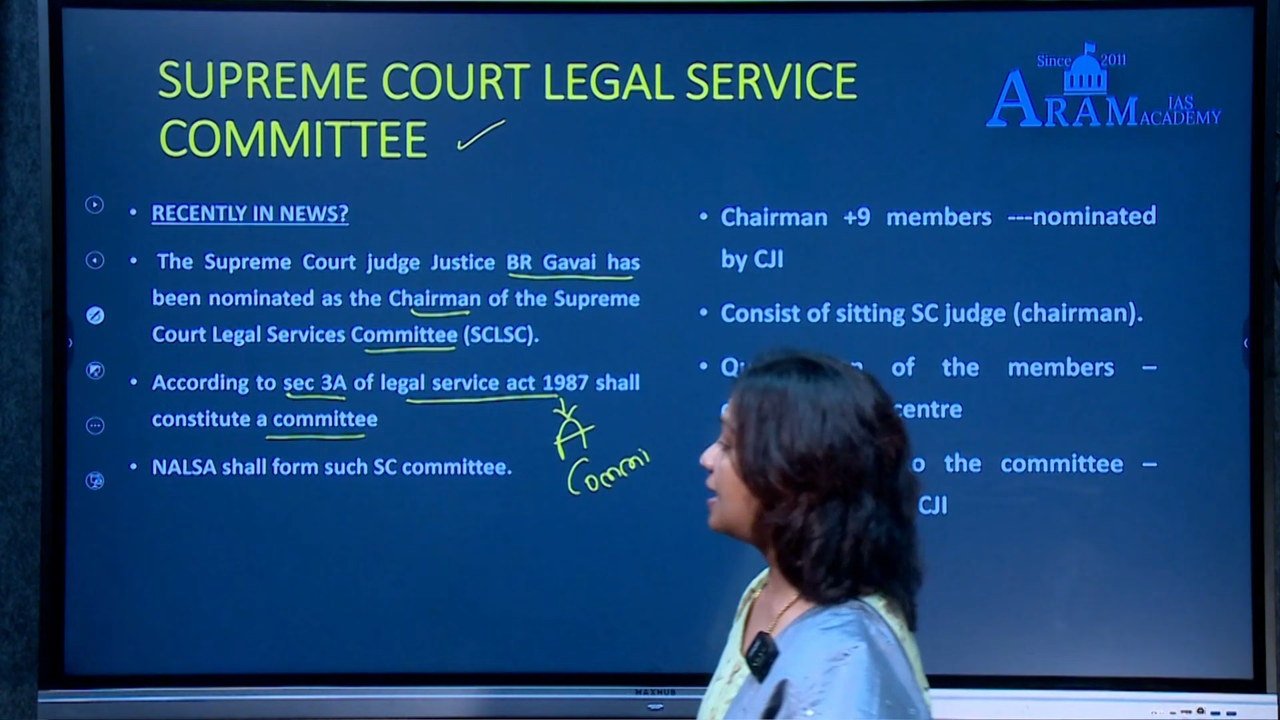 SUPREME COURT LEGAL SERVICE
COMMITTEE
Since 2011
ARAM IAS
ACADEMY
• RECENTLY IN NEWS?
• The Supreme Court judge Justice BR Gavai has
been nominated as the Chairman of the Supreme
Court Legal Services Committee (SCLSC).
• According to sec 3A of legal service act 1987 shall
constitute a committee
• NALSA shall form such SC committee.
A
Commi
• Chairman +9 members ---nominated
by CJI
• Consist of sitting SC judge (chairman).
• of the members –
centre
the committee –
CJI
MAXHUB